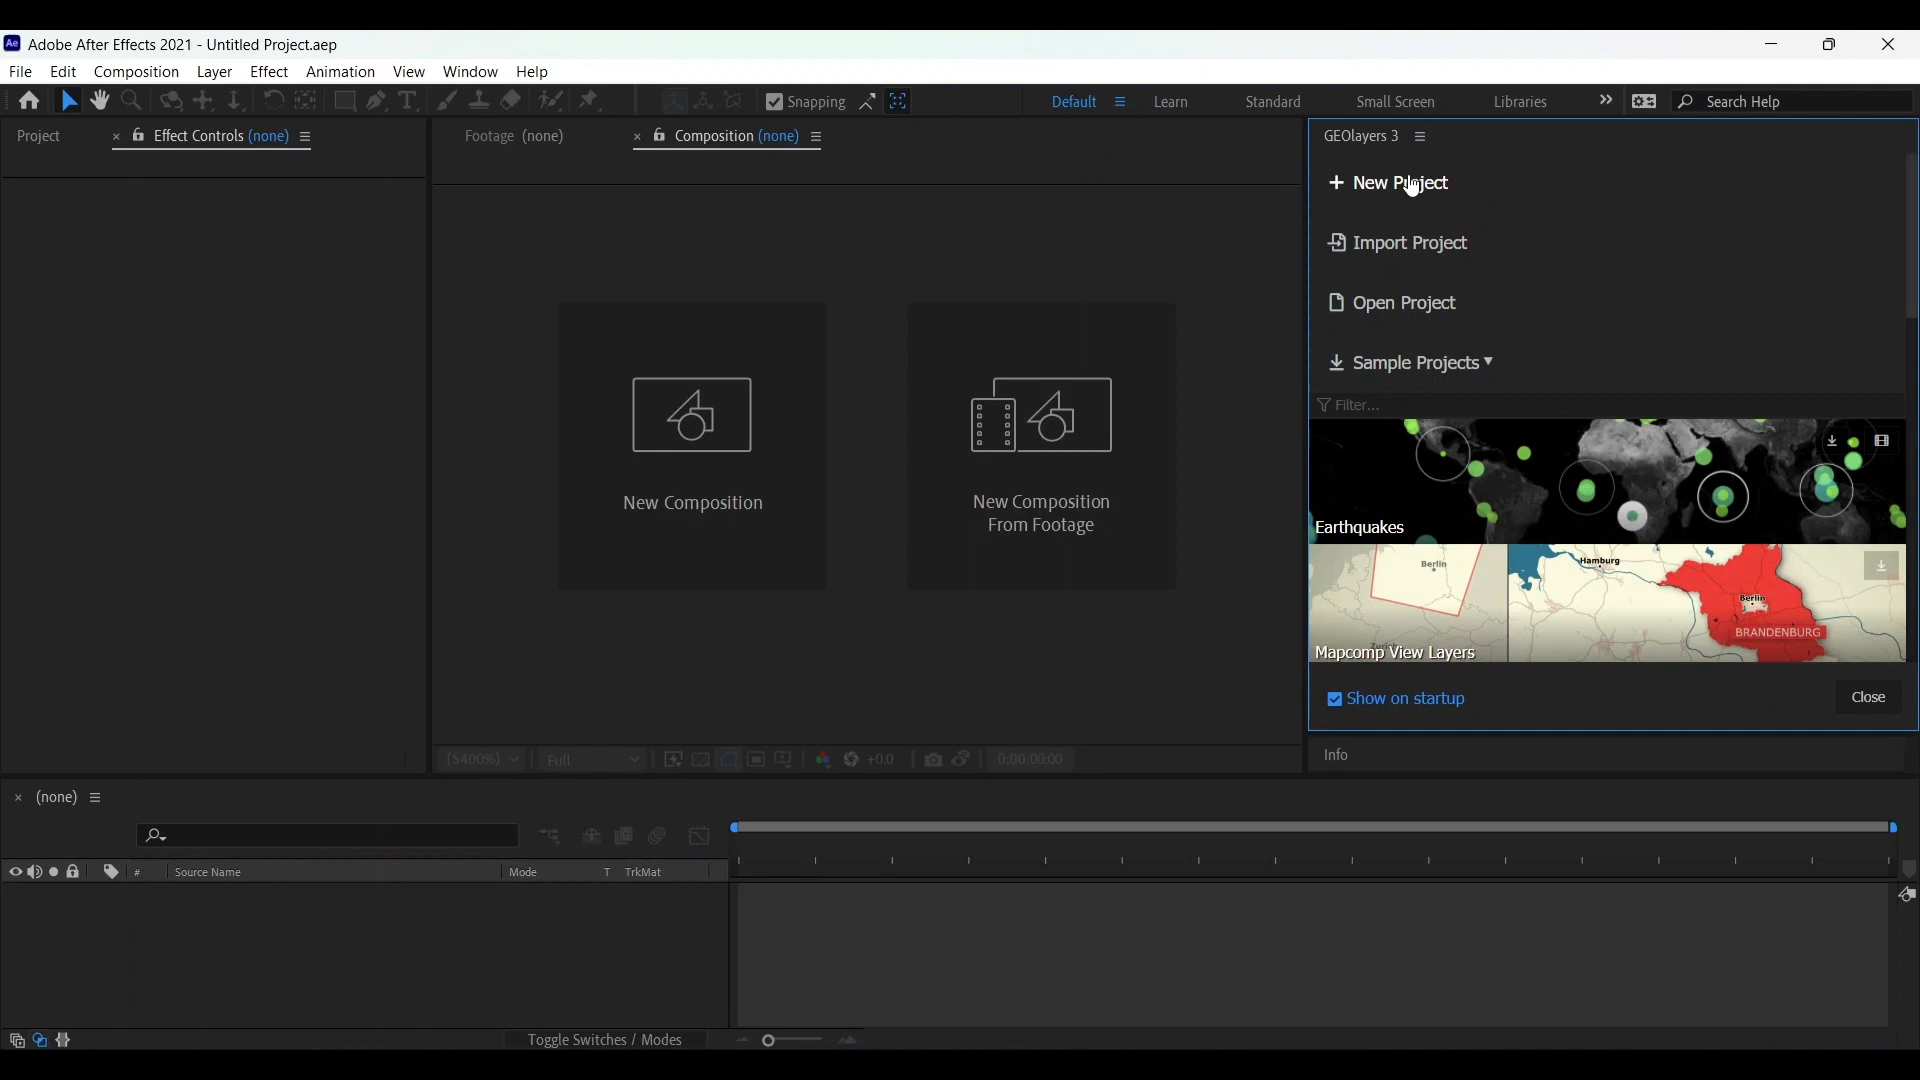 Ae Adobe After Effects 2021 - Untitled Project.aep
File Edit Composition Layer Effect Animation View Window Help
T Snapping Default Learn Standard Small Screen Libraries Search Help
Project
× Effect Controls (none)
Footage (none)
× Composition (none)
GEOlayers 3
+ New Project
Import Project
Open Project
Sample Projects
Filter...
Earthquakes
Berlin
Hamburg
Berlin
BRANDENBURG
Mapcomp View Layers
Show on startup
Close
New Composition
New Composition
From Footage
(5400%) Full +0.0 0:00:00:00
Info
× (none)
# Source Name Mode T TrkMat
Toggle Switches / Modes